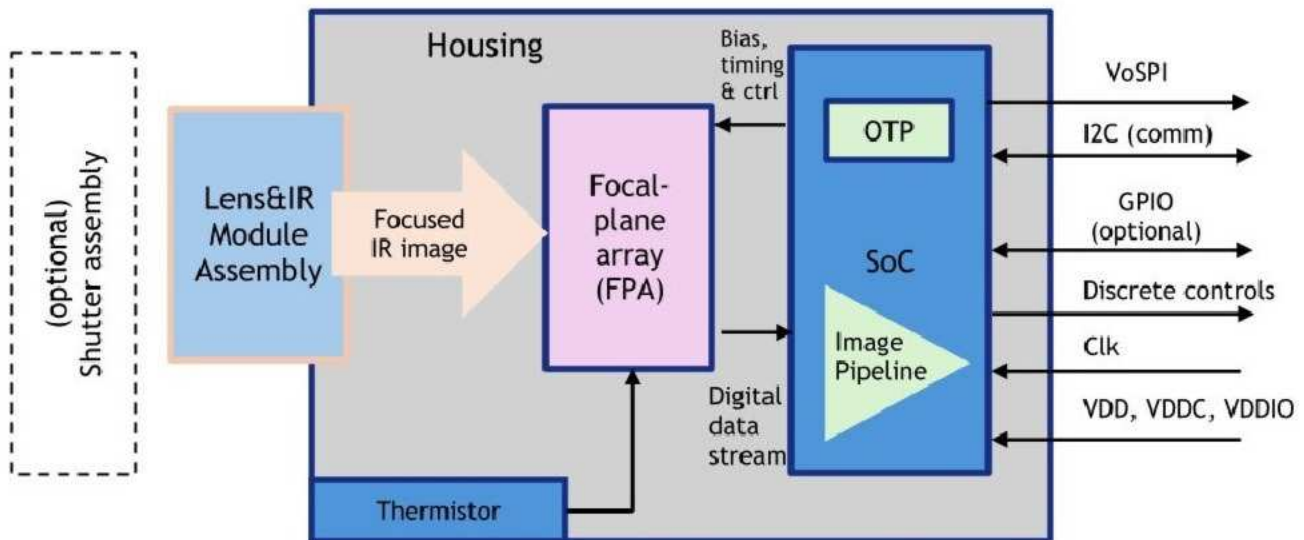 (optional)
Shutter assembly
Lens&IR
Module
Assembly
Housing
Focused
IR image
Focal-
plane
array
(FPA)
Bias,
timing
& ctrl
Digital
data
stream
Thermistor
OTP
SoC
Image
Pipeline
VoSPI
I2C (comm)
GPIO
(optional)
Discrete controls
Clk
VDD, VDDC, VDDIO